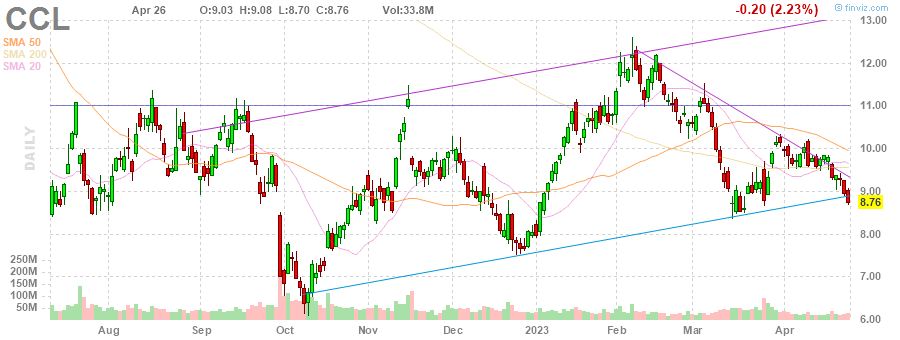 CCL Apr 26 O:9.03 H:9.08 L:8.70 C:8.76 Vol:33.8M -0.20 (2.23%) © finviz.com
SMA 50
SMA 200
SMA 20
DAILY
13.00
12.00
11.00
10.00
9.00
8.76
8.00
7.00
6.00
250M
200M
150M
100M
50M
Aug Sep Oct Nov Dec 2023 Feb Mar Apr